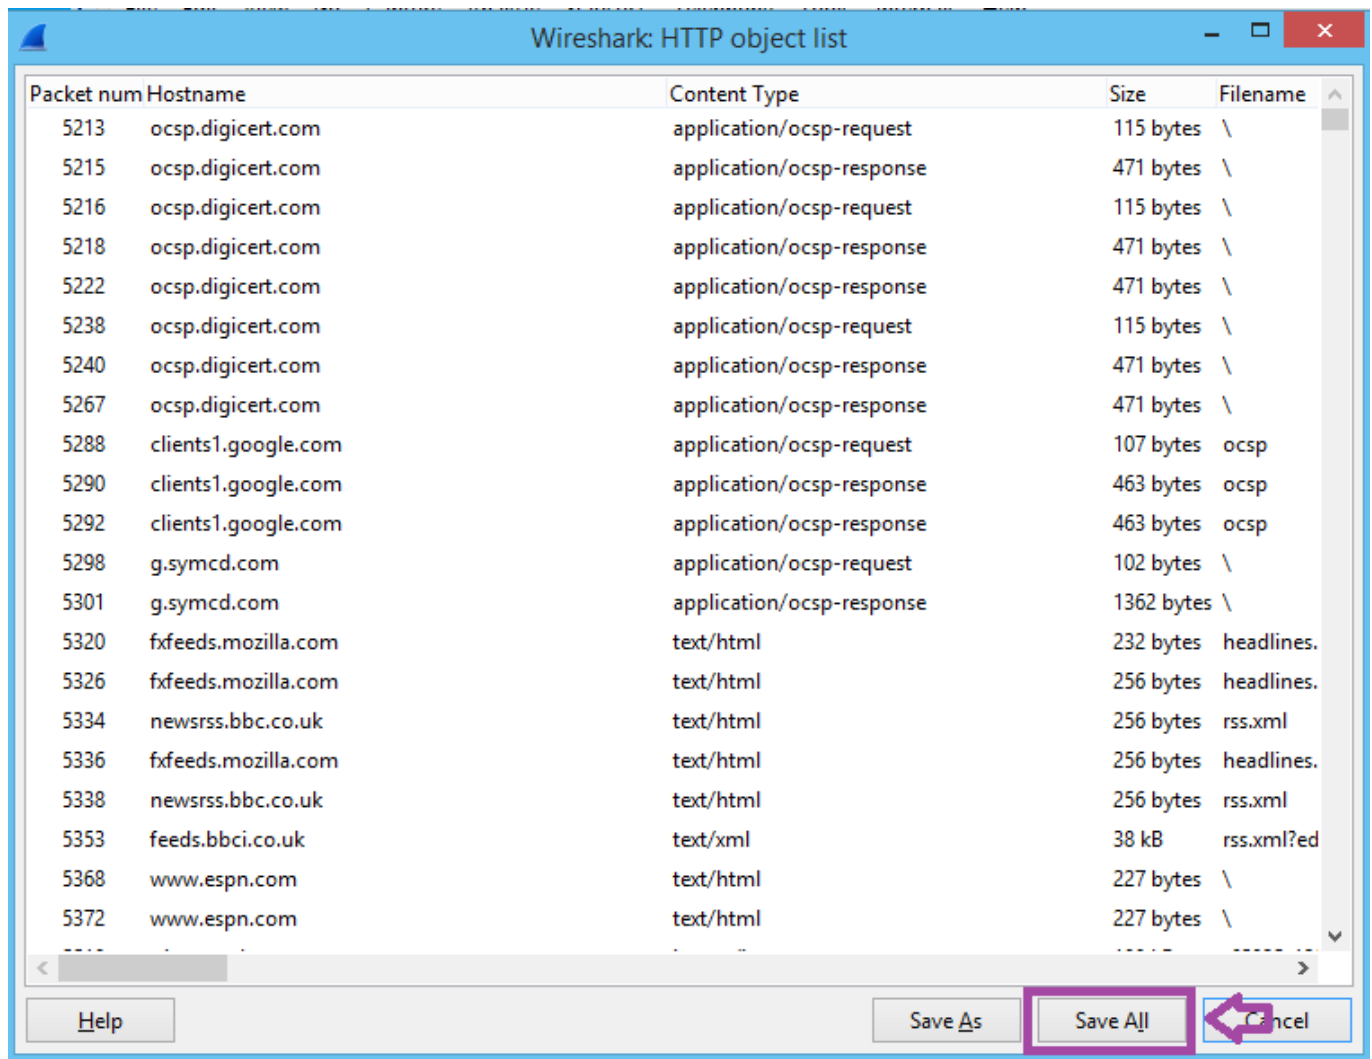 Wireshark: HTTP object list
Packet num Hostname Content Type Size Filename
5213 ocsp.digicert.com application/ocsp-request 115 bytes \
5215 ocsp.digicert.com application/ocsp-response 471 bytes \
5216 ocsp.digicert.com application/ocsp-request 115 bytes \
5218 ocsp.digicert.com application/ocsp-response 471 bytes \
5222 ocsp.digicert.com application/ocsp-response 471 bytes \
5238 ocsp.digicert.com application/ocsp-request 115 bytes \
5240 ocsp.digicert.com application/ocsp-response 471 bytes \
5267 ocsp.digicert.com application/ocsp-response 471 bytes \
5288 clients1.google.com application/ocsp-request 107 bytes ocsp
5290 clients1.google.com application/ocsp-response 463 bytes ocsp
5292 clients1.google.com application/ocsp-response 463 bytes ocsp
5298 g.symcd.com application/ocsp-request 102 bytes \
5301 g.symcd.com application/ocsp-response 1362 bytes \
5320 fxfeeds.mozilla.com text/html 232 bytes headlines.
5326 fxfeeds.mozilla.com text/html 256 bytes headlines.
5334 newsrss.bbc.co.uk text/html 256 bytes rss.xml
5336 fxfeeds.mozilla.com text/html 256 bytes headlines.
5338 newsrss.bbc.co.uk text/html 256 bytes rss.xml
5353 feeds.bbci.co.uk text/xml 38 kB rss.xml?ed
5368 www.espn.com text/html 227 bytes \
5372 www.espn.com text/html 227 bytes \
Help Save As Save All Cancel